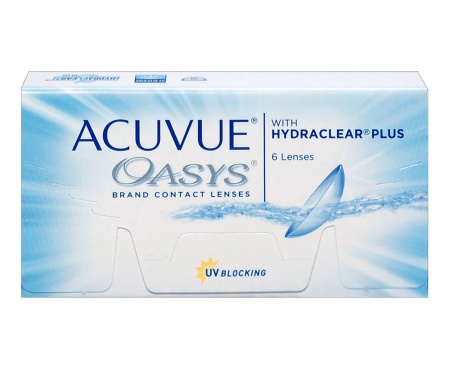 ACUVUE®
OASYS®
BRAND CONTACT LENSES
WITH
HYDRACLEAR® PLUS
6 Lenses
UV BLOCKING